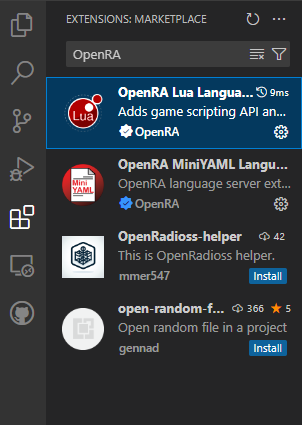 EXTENSIONS: MARKETPLACE
OpenRA
Lua
OpenRA Lua Langua... 9ms
Adds game scripting API an...
OpenRA
Mini
YAML
OpenRA MiniYAML Langu...
OpenRA language server ext...
OpenRA
OpenRadioss-helper 42
This is OpenRadioss helper.
mmer547 Install
open-random-f... 366 5
Open random file in a project
gennad Install